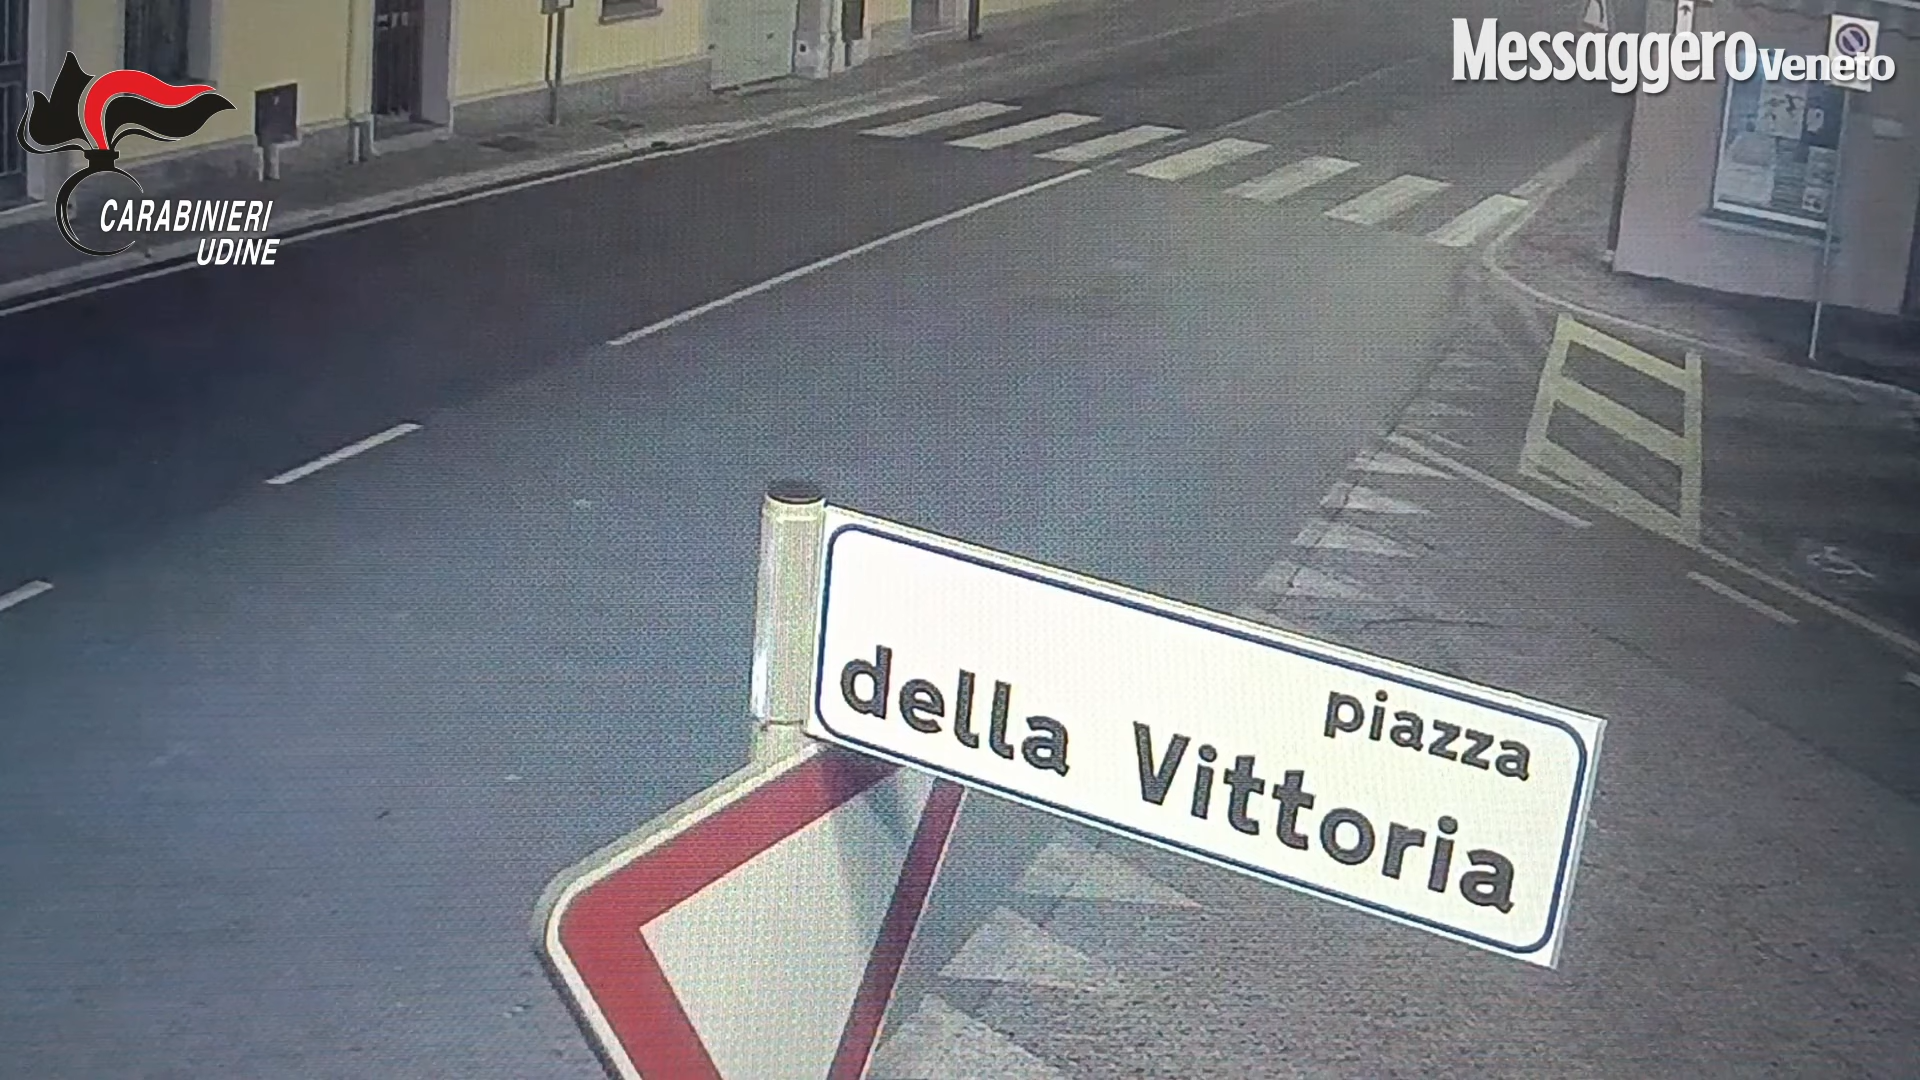 Messaggero Veneto
CARABINIERI
UDINE
piazza
della Vittoria